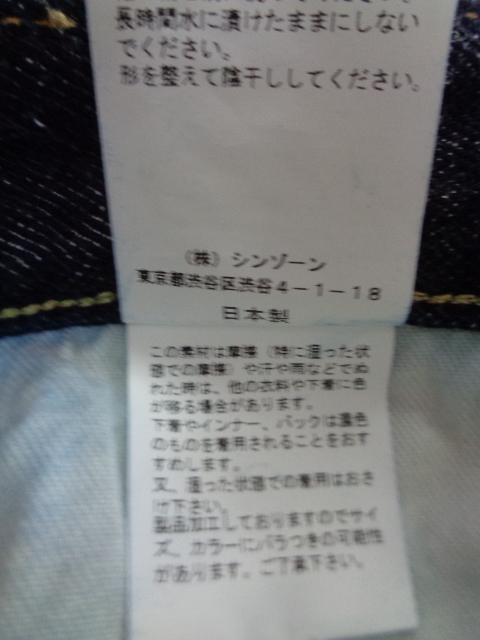 長時間水に漬けたままにしない
でください。
形を整えて陰干ししてください。
(株) シンゾーン
東京都渋谷区渋谷4-1-18
日本製
この素材は摩擦(特に湿った状
態での摩擦)や汗や雨などでぬ
れた時は、他の衣料や下着に色
が移る場合があります。
下着やインナー、バックは濃色
のものを着用されることをおす
すめします。
又、湿った状態での着用はおさ
け下さい。
製品加工しておりますのでサイ
ズ、カラーにバラつきの可能性
があります。ご了承下さい。